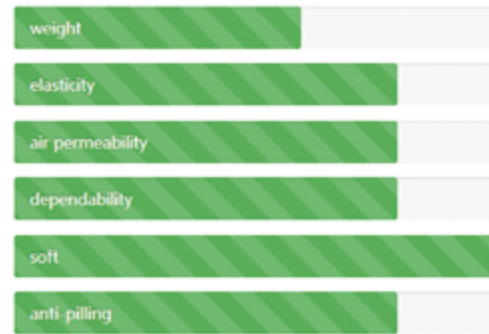 weight
elasticity
air permeability
dependability
soft
anti-pilling